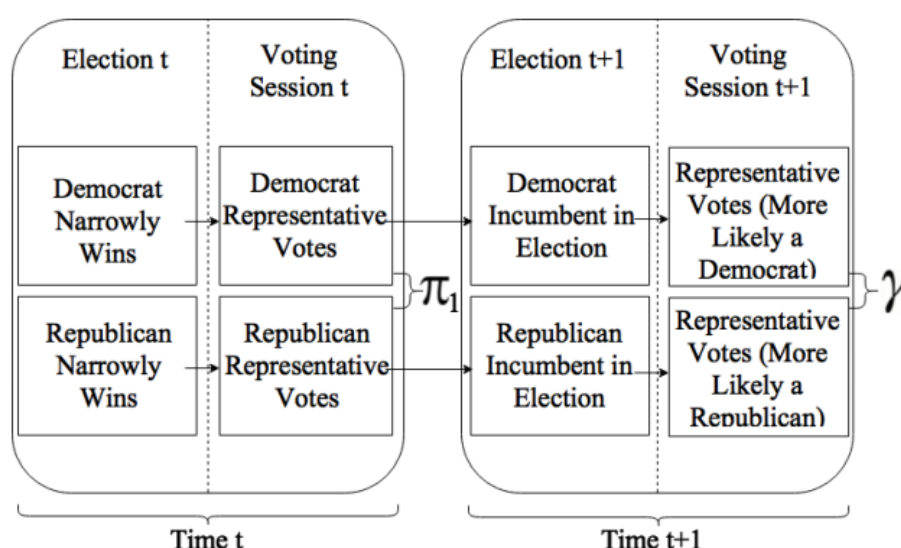 Election t
Voting
Session t
Election t+1
Voting
Session t+1
Democrat
Narrowly
Wins
Democrat
Representative
Votes
Democrat
Incumbent in
Election
Representative
Votes (More
Likely a
Democrat)
π₁
γ
Republican
Narrowly
Wins
Republican
Representative
Votes
Republican
Incumbent in
Election
Representative
Votes (More
Likely a
Republican)
Time t
Time t+1